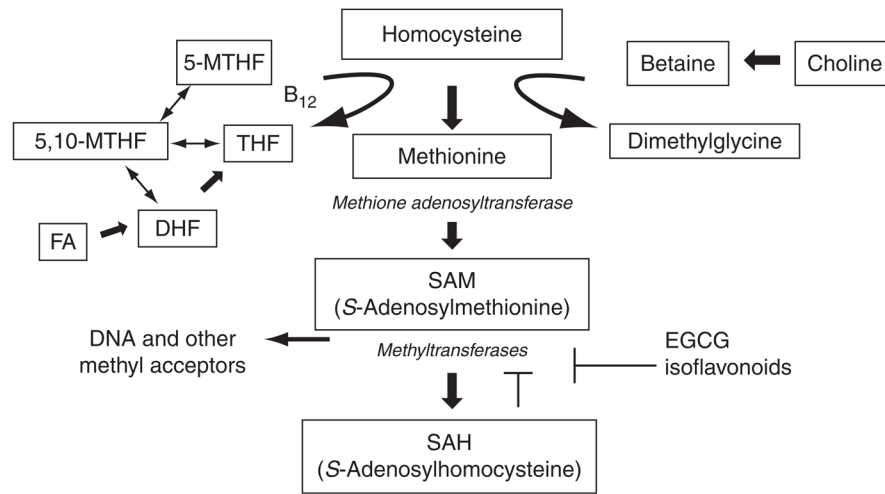 Homocysteine
5-MTHF
Betaine
Choline
B12
5,10-MTHF
THF
Methionine
Dimethylglycine
Methione adenosyltransferase
FA
DHF
SAM
(S-Adenosylmethionine)
DNA and other
methyl acceptors
Methyltransferases
EGCG
isoflavonoids
SAH
(S-Adenosylhomocysteine)